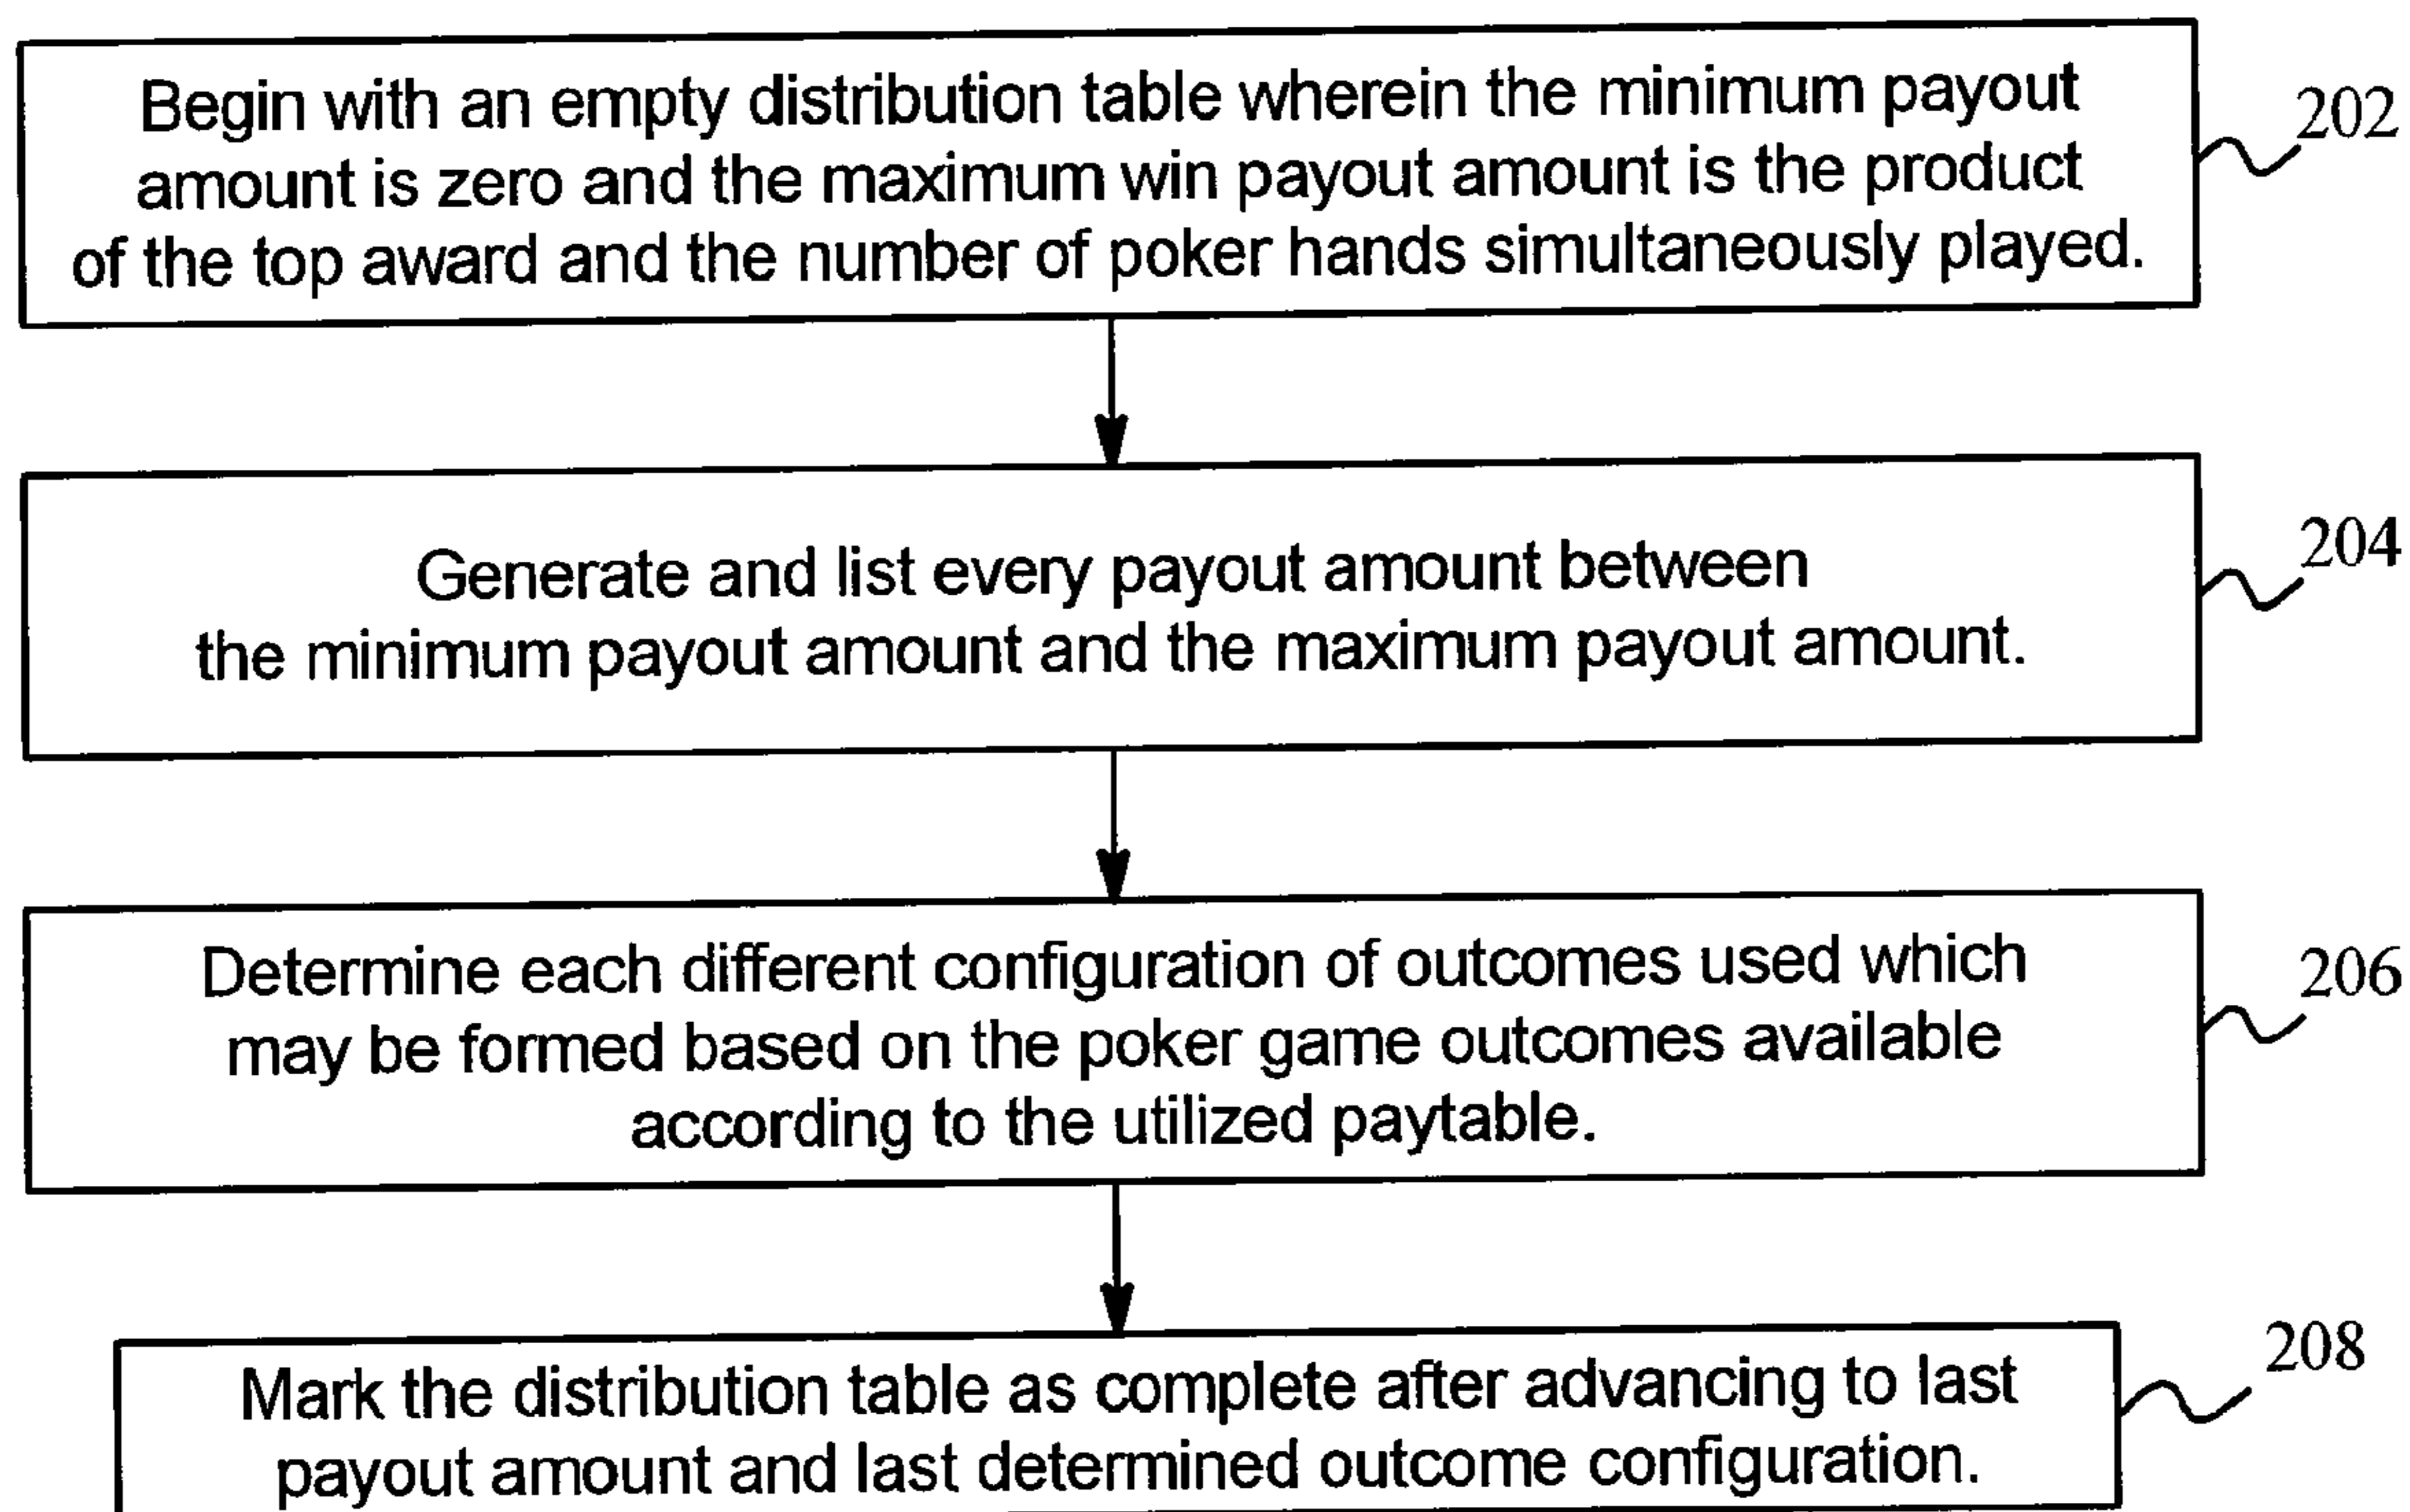 Begin with an empty distribution table wherein the minimum payout
amount is zero and the maximum win payout amount is the product
of the top award and the number of poker hands simultaneously played.
202
Generate and list every payout amount between
the minimum payout amount and the maximum payout amount.
204
Determine each different configuration of outcomes used which
may be formed based on the poker game outcomes available
according to the utilized paytable.
206
Mark the distribution table as complete after advancing to last
payout amount and last determined outcome configuration.
208